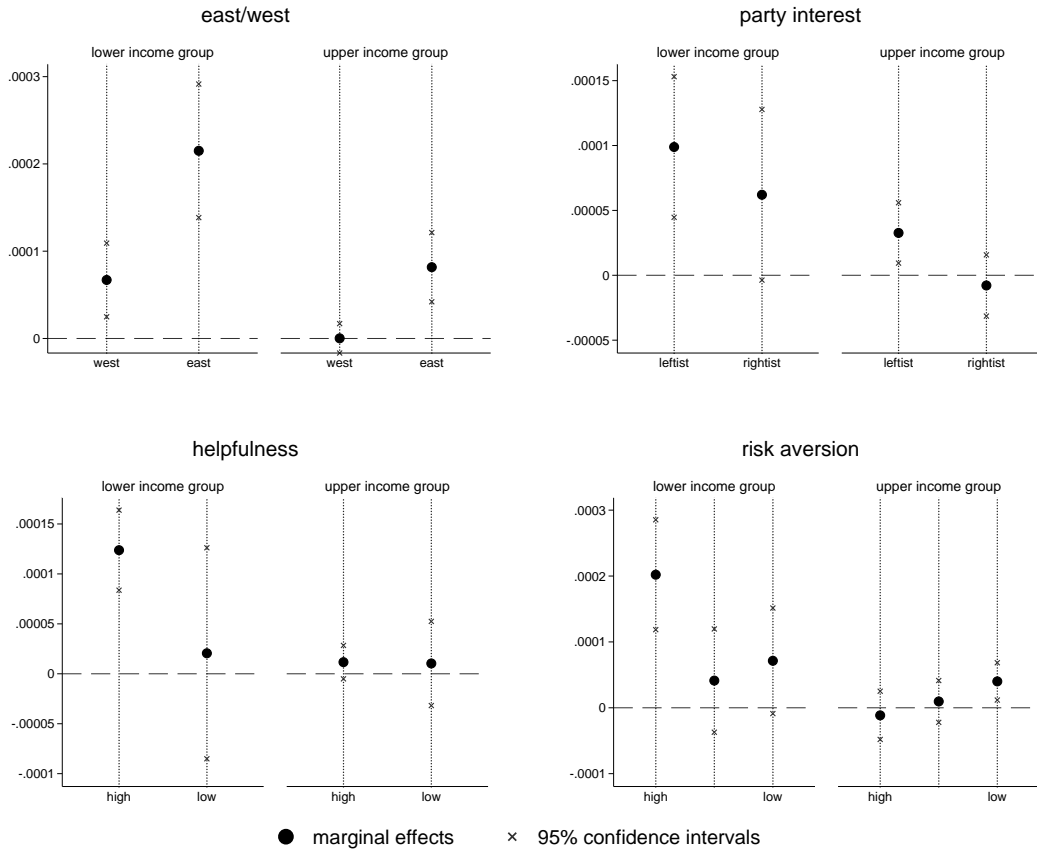 east/west
lower income group
upper income group
.0003
.0002
.0001
0
west
east
west
east
party interest
lower income group
upper income group
.00015
.0001
.00005
0
-.00005
leftist
rightist
leftist
rightist
helpfulness
lower income group
upper income group
.00015
.0001
.00005
0
-.00005
-.0001
high
low
high
low
risk aversion
lower income group
upper income group
.0003
.0002
.0001
0
-.0001
high
low
high
low
marginal effects
95% confidence intervals